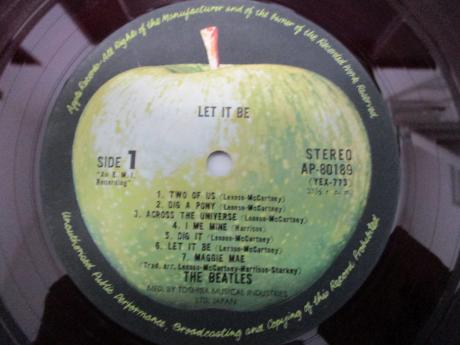 Apple Records-All Rights of the Manufacturer and of the Owner of the Recorded Work Reserved
LET IT BE
SIDE 1
"An E.M.I. Recording"
STEREO
AP-80189
(YEX-773)
33⅓ r.p.m.
1. TWO OF US (Lennon-McCartney)
2. DIG A PONY (Lennon-McCartney)
3. ACROSS THE UNIVERSE (Lennon-McCartney)
4. I ME MINE (Harrison)
5. DIG IT (Lennon-McCartney)
6. LET IT BE (Lennon-McCartney)
7. MAGGIE MAE
(Trad. arr. Lennon-McCartney-Harrison-Starkey)
THE BEATLES
MFD. BY TOSHIBA MUSICAL INDUSTRIES
LTD. JAPAN
Unauthorised Public Performance, Broadcasting and Copying of this Record Prohibited